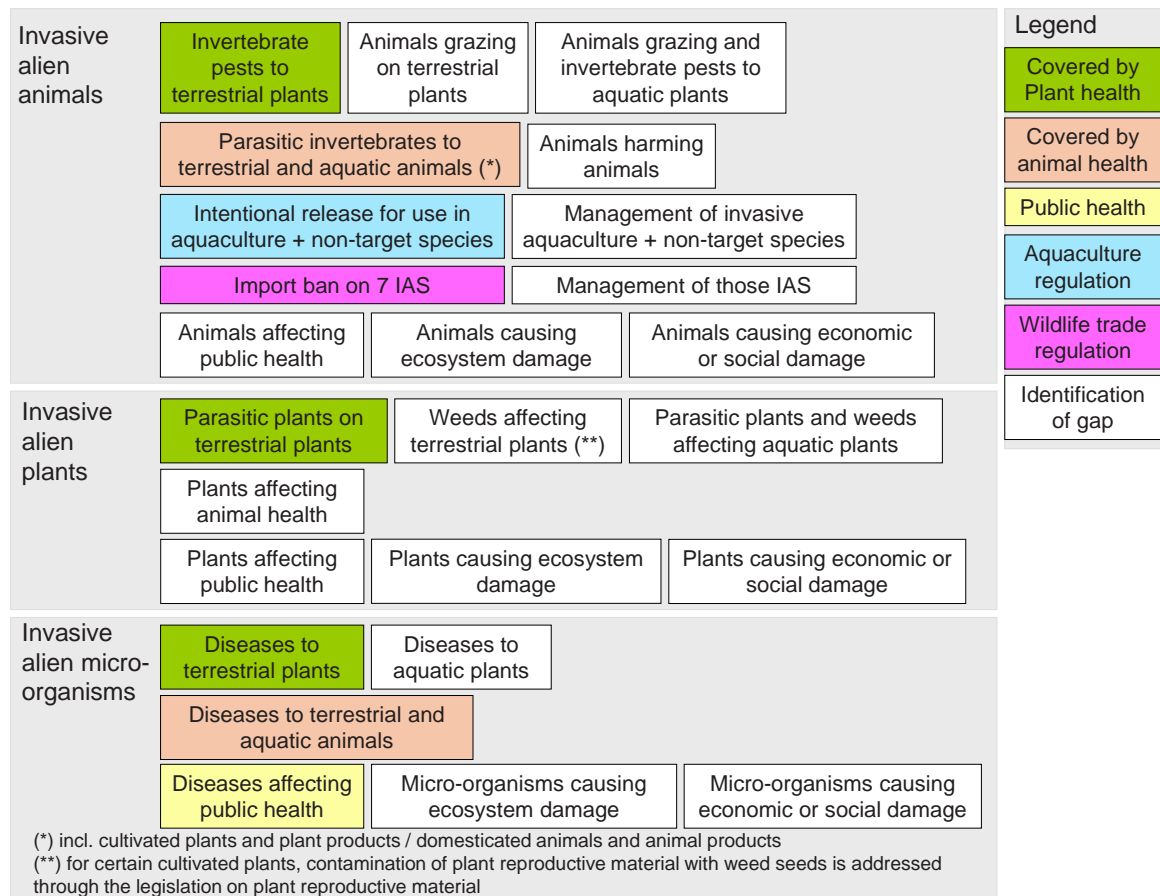 Invasive
alien
animals
Invertebrate
pests to
terrestrial plants
Animals grazing
on terrestrial
plants
Animals grazing and
invertebrate pests to
aquatic plants
Parasitic invertebrates to
terrestrial and aquatic animals (*)
Animals harming
animals
Intentional release for use in
aquaculture + non-target species
Management of invasive
aquaculture + non-target species
Import ban on 7 IAS
Management of those IAS
Animals affecting
public health
Animals causing
ecosystem damage
Animals causing economic
or social damage
Legend
Covered by
Plant health
Covered by
animal health
Public health
Aquaculture
regulation
Wildlife trade
regulation
Identification
of gap
Invasive
alien
plants
Parasitic plants on
terrestrial plants
Weeds affecting
terrestrial plants (**)
Parasitic plants and weeds
affecting aquatic plants
Plants affecting
animal health
Plants affecting
public health
Plants causing ecosystem
damage
Plants causing economic or
social damage
Invasive
alien micro-
organisms
Diseases to
terrestrial plants
Diseases to
aquatic plants
Diseases to terrestrial and
aquatic animals
Diseases affecting
public health
Micro-organisms causing
ecosystem damage
Micro-organisms causing
economic or social damage
(*) incl. cultivated plants and plant products / domesticated animals and animal products
(**) for certain cultivated plants, contamination of plant reproductive material with weed seeds is addressed
through the legislation on plant reproductive material